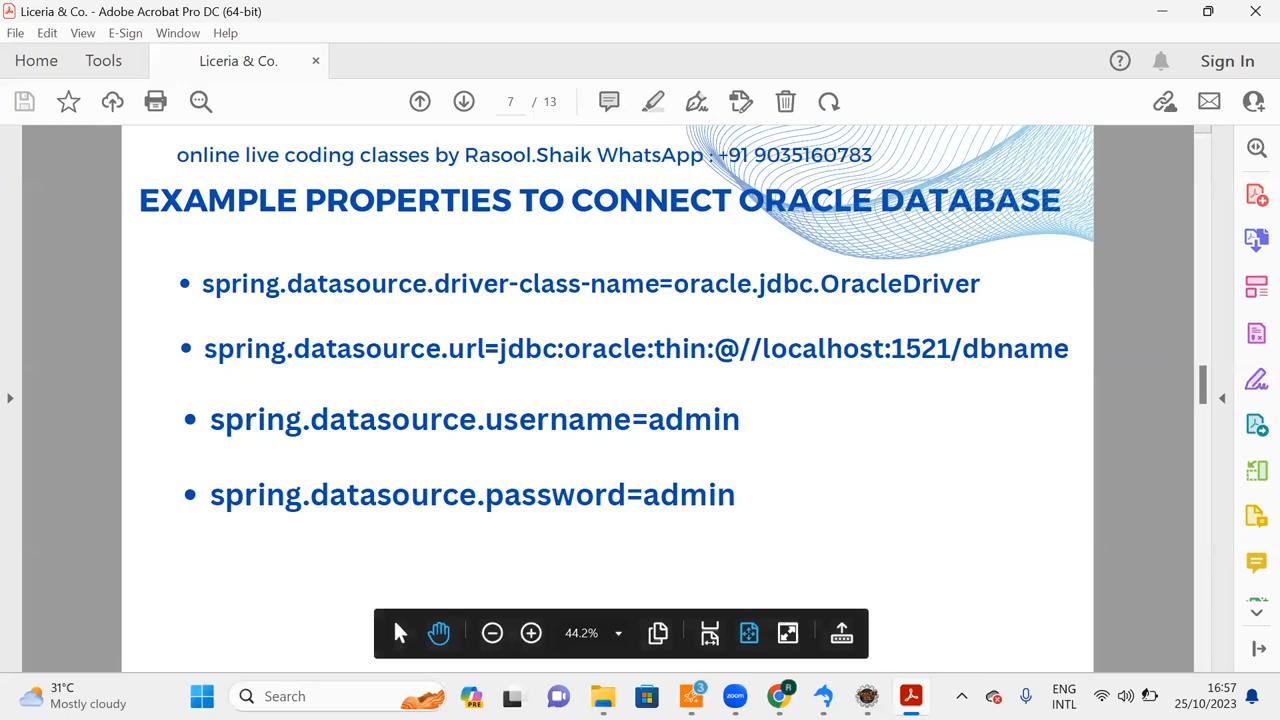 Liceria & Co. - Adobe Acrobat Pro DC (64-bit)
File Edit View E-Sign Window Help
Home Tools Liceria & Co. × Sign In
7 / 13
online live coding classes by Rasool.Shaik WhatsApp : +91 9035160783
EXAMPLE PROPERTIES TO CONNECT ORACLE DATABASE
• spring.datasource.driver-class-name=oracle.jdbc.OracleDriver
• spring.datasource.url=jdbc:oracle:thin:@//localhost:1521/dbname
• spring.datasource.username=admin
• spring.datasource.password=admin
44.2%
31°C
Mostly cloudy
Search
PRE
3
zoom
R
ENG
INTL
16:57
25/10/2023